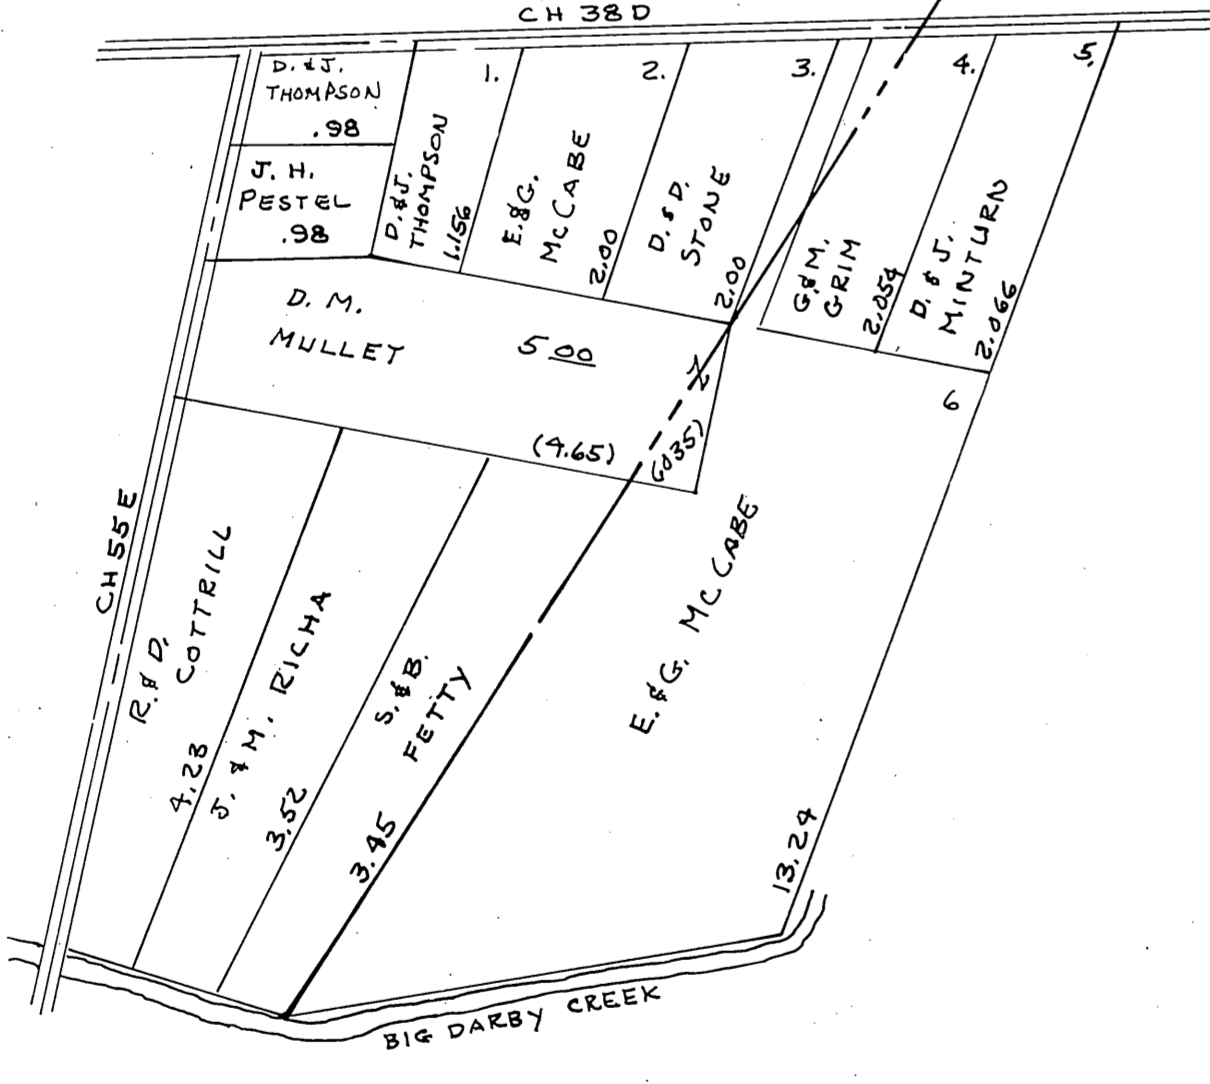 CH 38D
D. & J.
THOMPSON
.98
J. H.
PESTEL
.98
1.
D. & J.
THOMPSON
1.156
2.
E. & G.
McCABE
2.00
3.
D. & D.
STONE
2.00
4.
G. & M.
GRIM
2.054
5.
D. & J.
MINTURN
2.066
6
D. M.
MULLET
5 00
(4.65)
Z
CH 55E
R. & D.
COTTRILL
4.23
J. & M. RICHA
3.52
S. & B.
FETTY
3.45
E. & G. McCABE
13.24
BIG DARBY CREEK